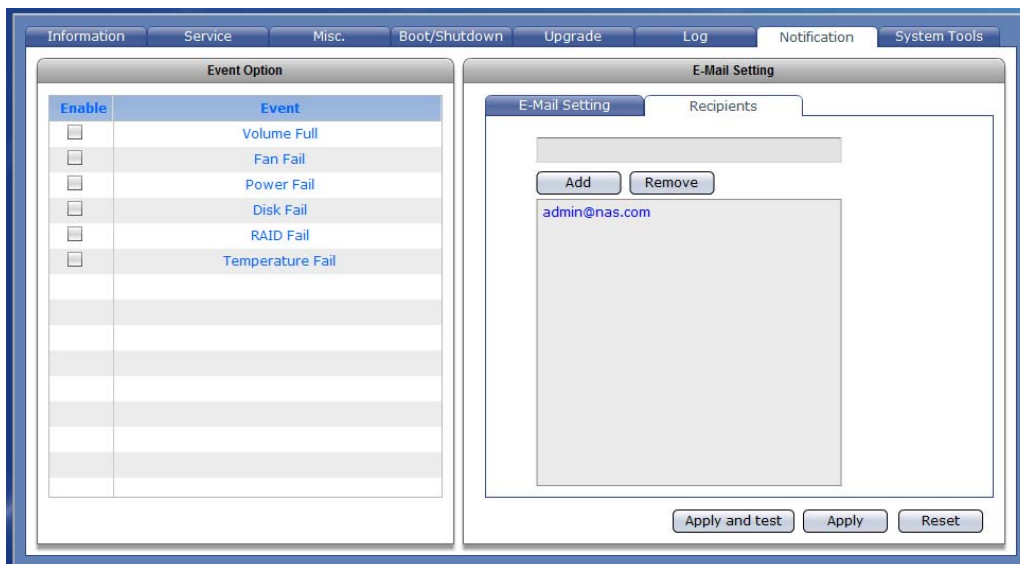 Information Service Misc. Boot/Shutdown Upgrade Log Notification System Tools
Event Option
Enable Event
Volume Full
Fan Fail
Power Fail
Disk Fail
RAID Fail
Temperature Fail
E-Mail Setting
E-Mail Setting Recipients
Add Remove
admin@nas.com
Apply and test Apply Reset